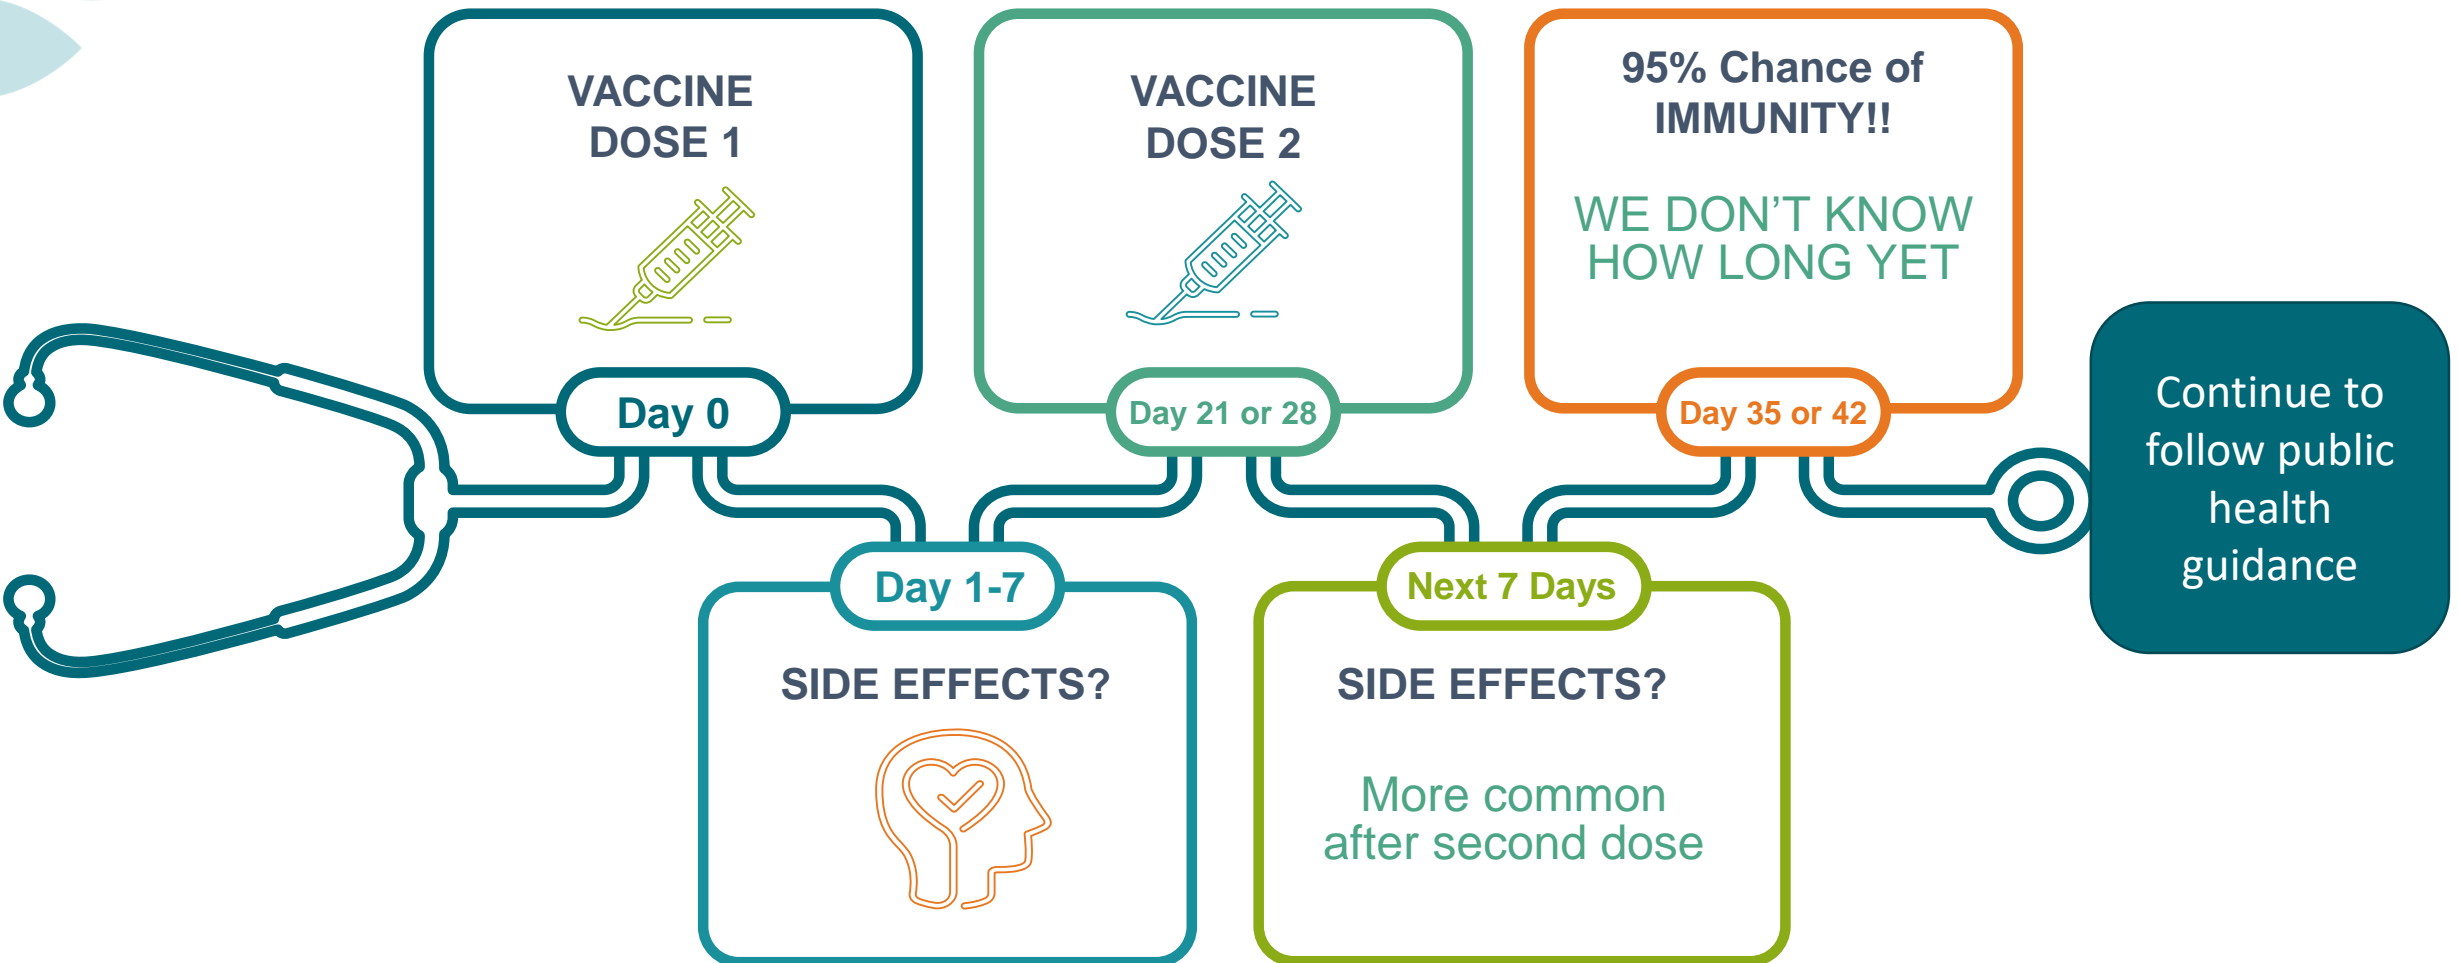 VACCINE
DOSE 1
Day 0
Day 1-7
SIDE EFFECTS?
VACCINE
DOSE 2
Day 21 or 28
Next 7 Days
SIDE EFFECTS?
More common
after second dose
95% Chance of
IMMUNITY!!
WE DON’T KNOW
HOW LONG YET
Day 35 or 42
Continue to
follow public
health
guidance